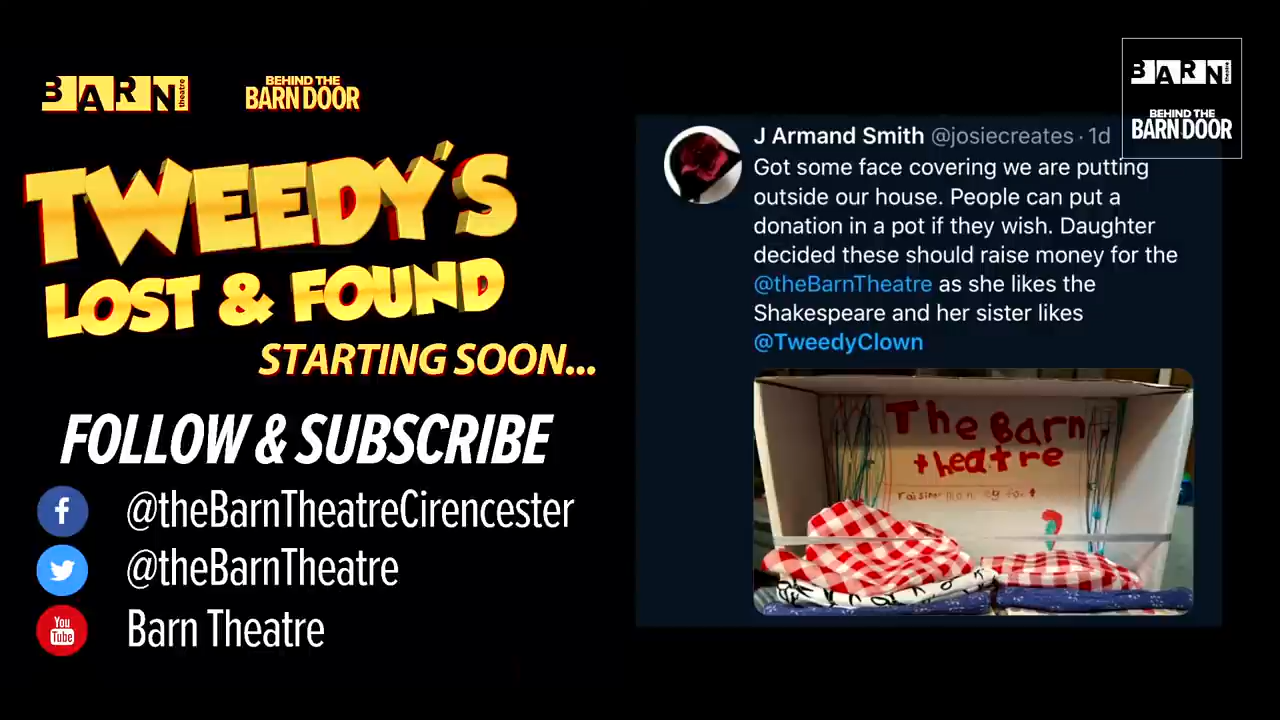 BARN theatre
BEHIND THE
BARN DOOR
TWEEDY'S
LOST & FOUND
STARTING SOON...
FOLLOW & SUBSCRIBE
f
@theBarnTheatreCirencester
@theBarnTheatre
You
Tube
Barn Theatre
J Armand Smith @josiecreates · 1d
Got some face covering we are putting
outside our house. People can put a
donation in a pot if they wish. Daughter
decided these should raise money for the
@theBarnTheatre as she likes the
Shakespeare and her sister likes
@TweedyClown
The Barn
theatre
BARN theatre
BEHIND THE
BARN DOOR